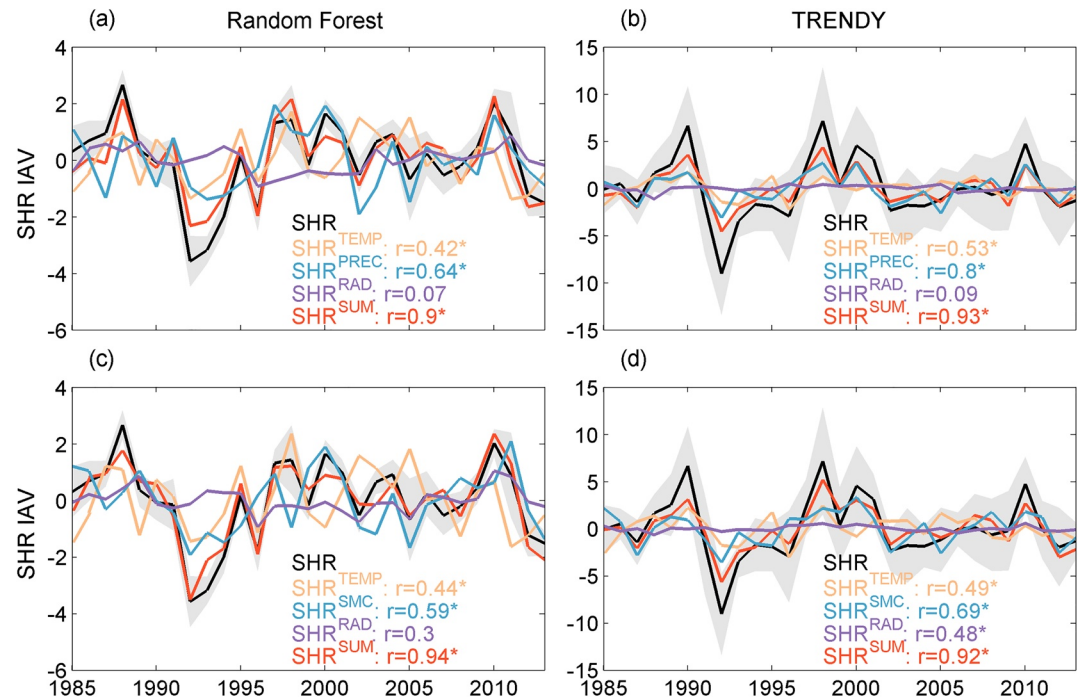 (a)
Random Forest
(b)
TRENDY
4
2
0
-2
-4
-6
SHR IAV
SHR
SHR^TEMP: r=0.42*
SHR^PREC: r=0.64*
SHR^RAD: r=0.07
SHR^SUM: r=0.9*
15
10
5
0
-5
-10
-15
SHR
SHR^TEMP: r=0.53*
SHR^PREC: r=0.8*
SHR^RAD: r=0.09
SHR^SUM: r=0.93*
(c)
(d)
4
2
0
-2
-4
-6
SHR IAV
SHR
SHR^TEMP: r=0.44*
SHR^SMC: r=0.59*
SHR^RAD: r=0.3
SHR^SUM: r=0.94*
1985 1990 1995 2000 2005 2010
15
10
5
0
-5
-10
-15
SHR
SHR^TEMP: r=0.49*
SHR^SMC: r=0.69*
SHR^RAD: r=0.48*
SHR^SUM: r=0.92*
1985 1990 1995 2000 2005 2010